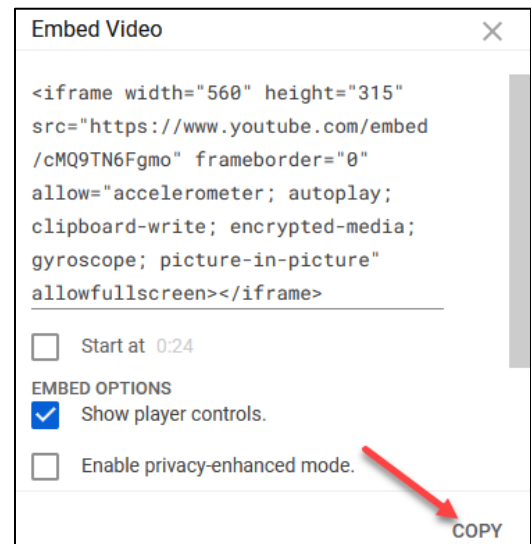 Embed Video
<iframe width="560" height="315"
src="https://www.youtube.com/embed
/cMQ9TN6Fgmo" frameborder="0"
allow="accelerometer; autoplay;
clipboard-write; encrypted-media;
gyroscope; picture-in-picture"
allowfullscreen></iframe>
Start at 0:24
EMBED OPTIONS
Show player controls.
Enable privacy-enhanced mode.
COPY